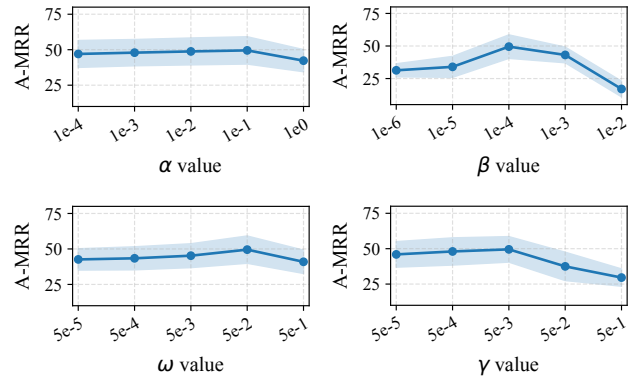 A-MRR
75
50
25
1e-4
1e-3
1e-2
1e-1
1e0
α value
A-MRR
75
50
25
1e-6
1e-5
1e-4
1e-3
1e-2
β value
A-MRR
75
50
25
5e-5
5e-4
5e-3
5e-2
5e-1
ω value
A-MRR
75
50
25
5e-5
5e-4
5e-3
5e-2
5e-1
γ value